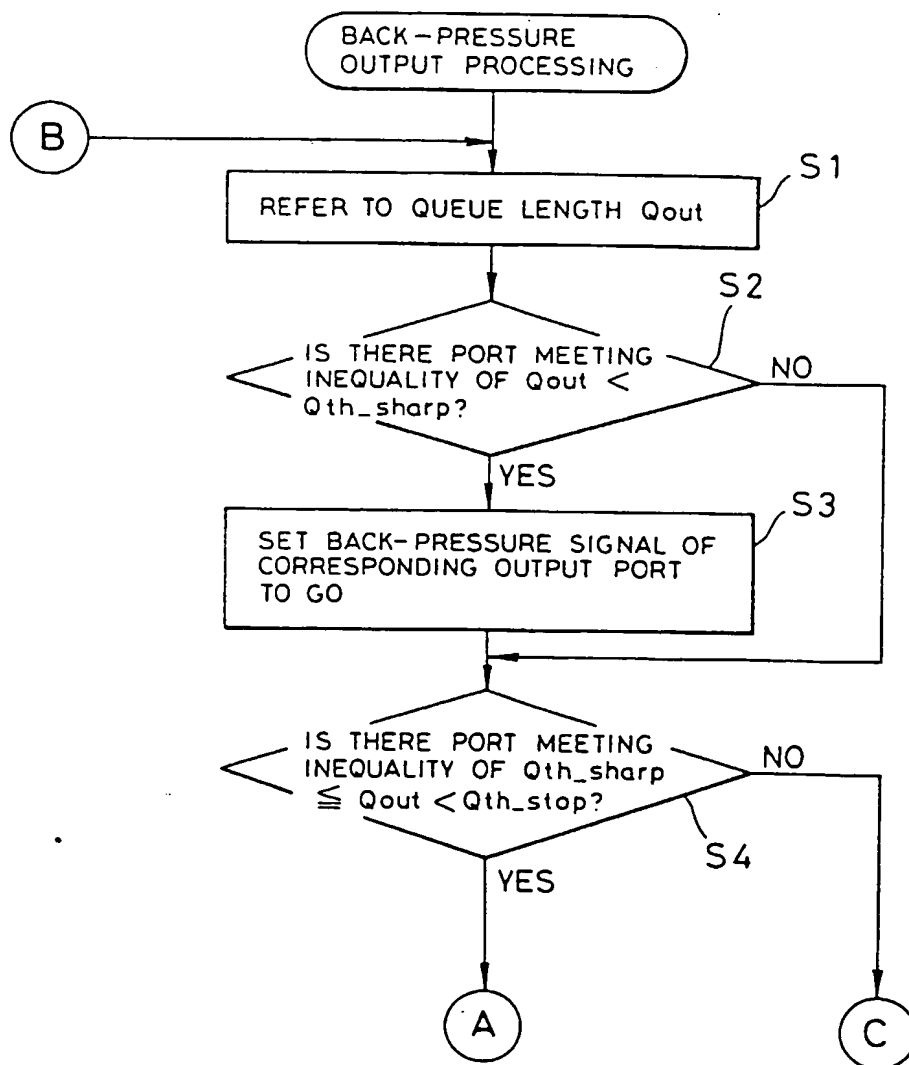 BACK-PRESSURE
OUTPUT PROCESSING
B
S1
REFER TO QUEUE LENGTH Qout
S2
IS THERE PORT MEETING
INEQUALITY OF Qout <
Qth_sharp?
NO
YES
S3
SET BACK-PRESSURE SIGNAL OF
CORRESPONDING OUTPUT PORT
TO GO
IS THERE PORT MEETING
INEQUALITY OF Qth_sharp
≦ Qout < Qth_stop?
NO
S4
YES
A
C